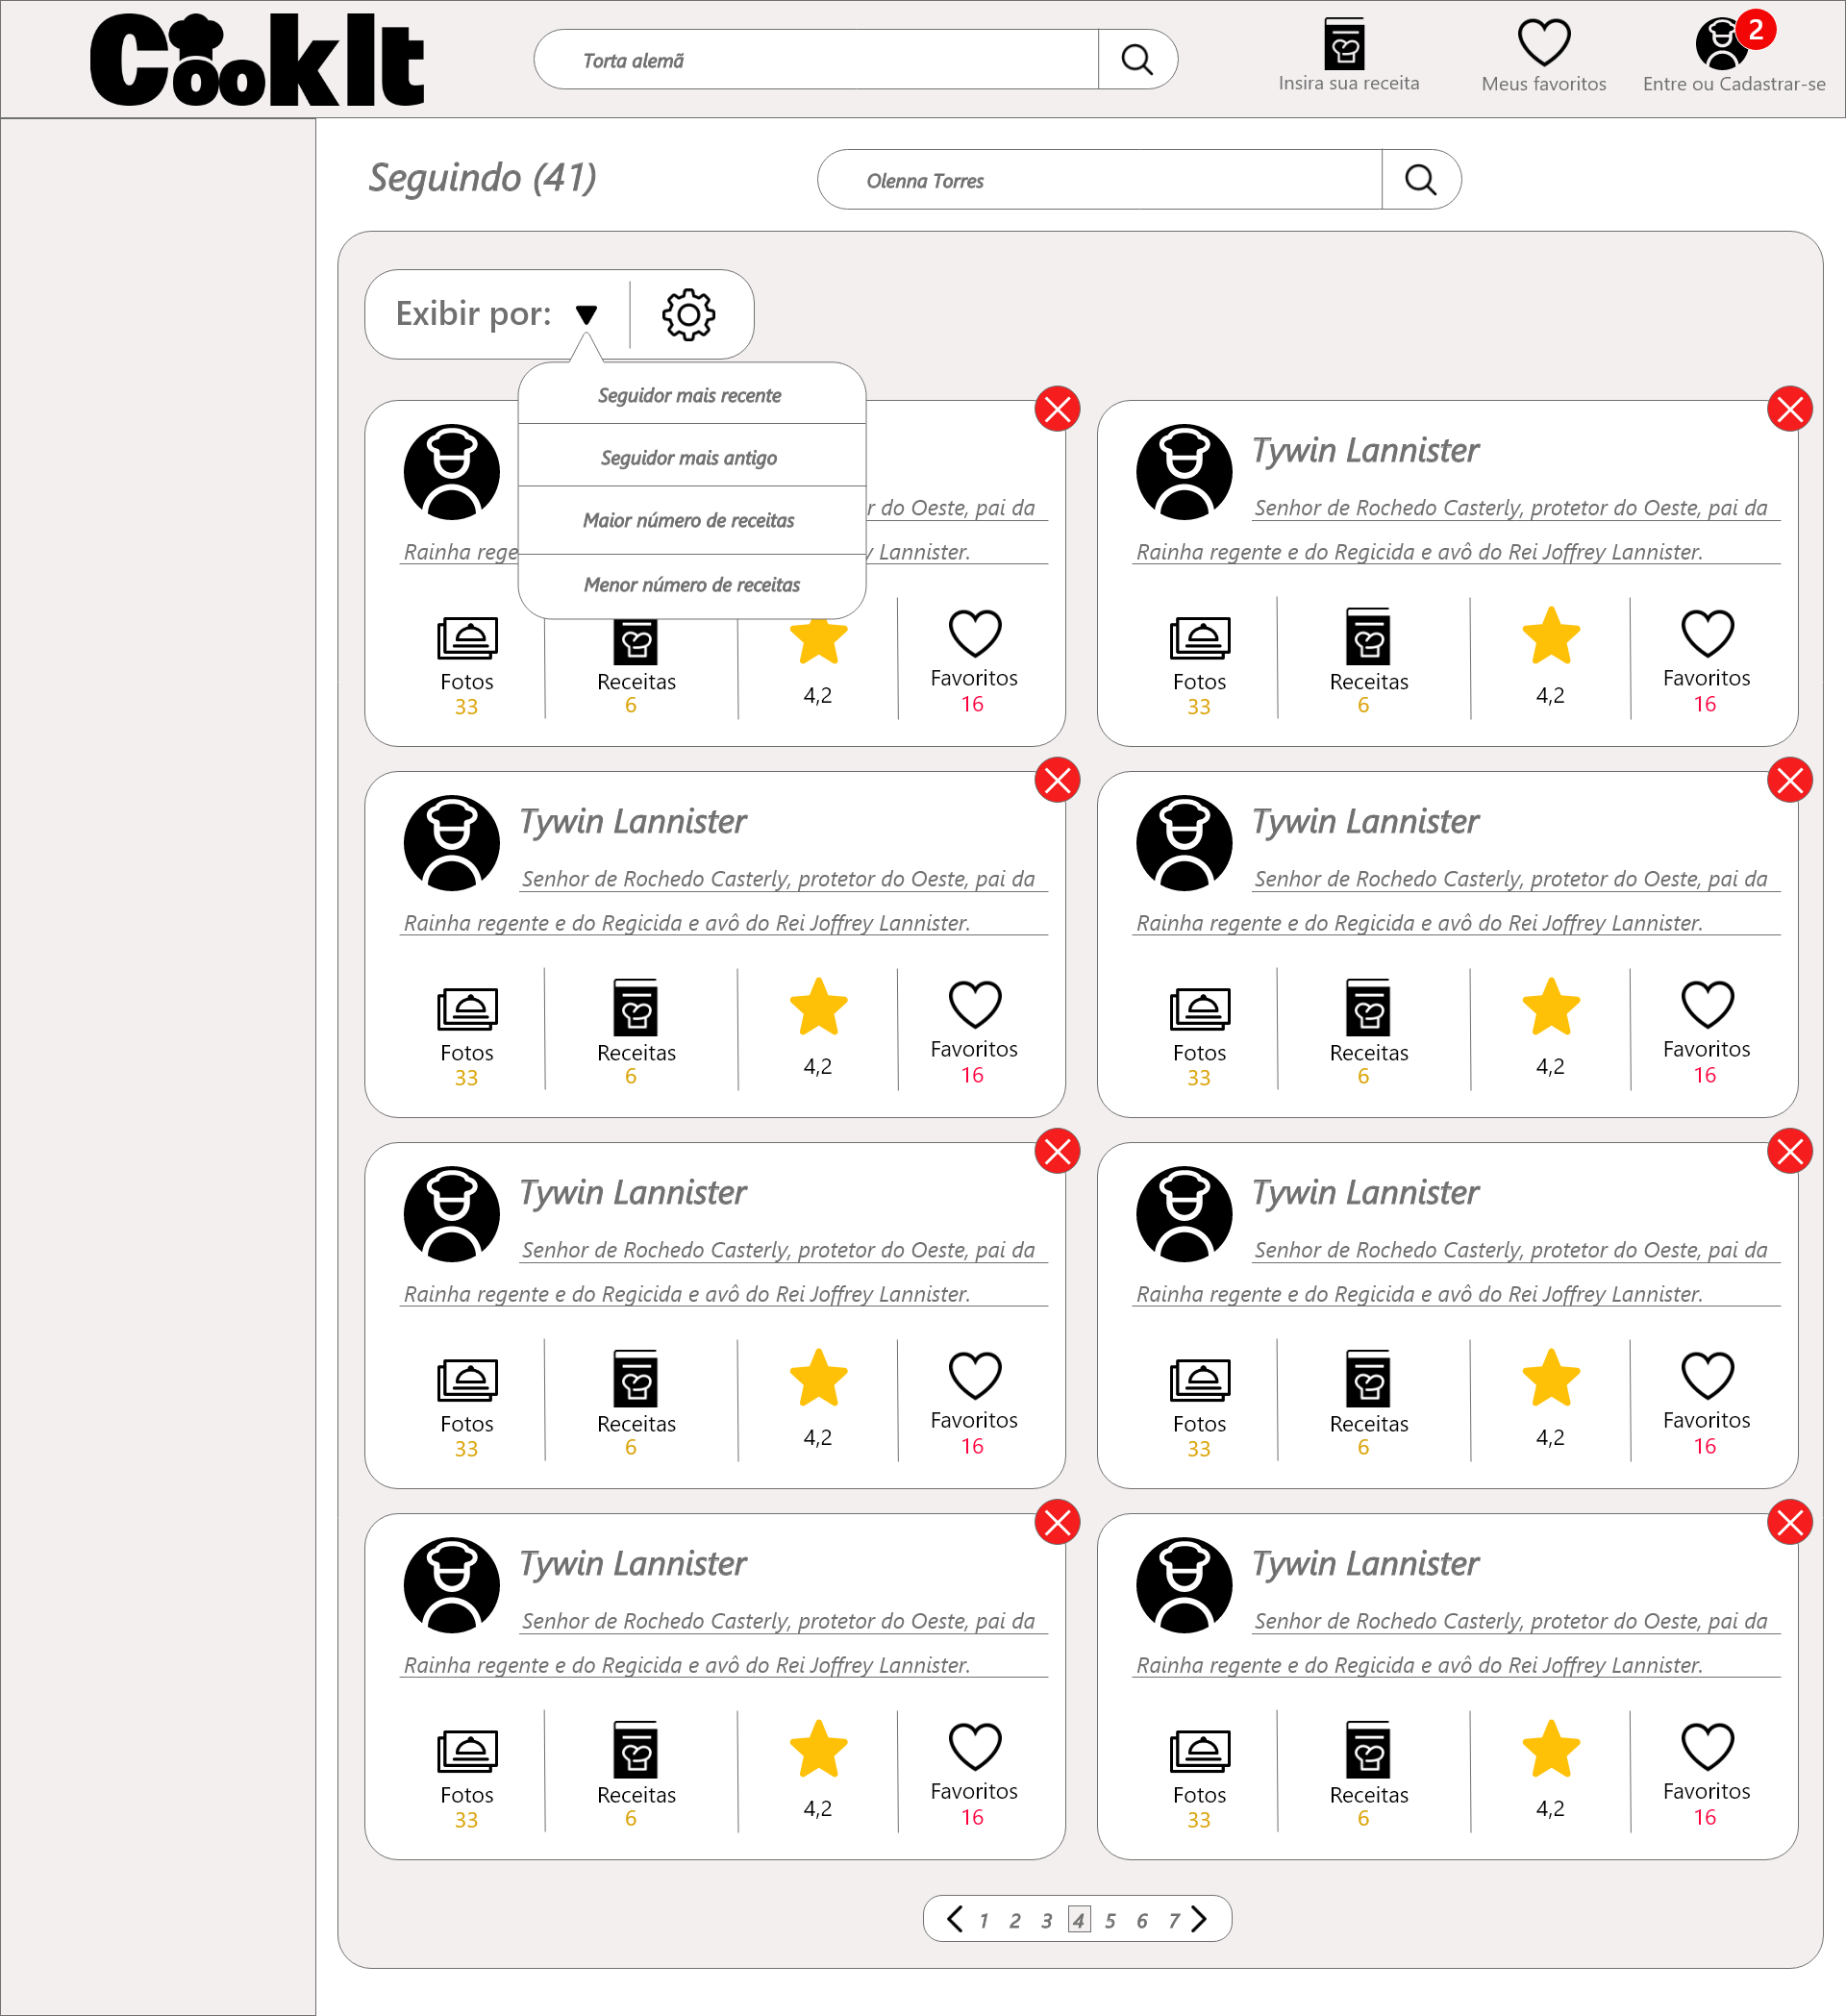 CookIt
Torta alemã
Insira sua receita
Meus favoritos
2
Entre ou Cadastrar-se
Seguindo (41)
Olenna Torres
Exibir por:
Seguidor mais recente
Seguidor mais antigo
Maior número de receitas
Menor número de receitas
do Oeste, pai da
Rainha
Lannister.
Fotos
33
Receitas
6
4,2
Favoritos
16
Tywin Lannister
Senhor de Rochedo Casterly, protetor do Oeste, pai da
Rainha regente e do Regicida e avô do Rei Joffrey Lannister.
Fotos
33
Receitas
6
4,2
Favoritos
16
Tywin Lannister
Senhor de Rochedo Casterly, protetor do Oeste, pai da
Rainha regente e do Regicida e avô do Rei Joffrey Lannister.
Fotos
33
Receitas
6
4,2
Favoritos
16
Tywin Lannister
Senhor de Rochedo Casterly, protetor do Oeste, pai da
Rainha regente e do Regicida e avô do Rei Joffrey Lannister.
Fotos
33
Receitas
6
4,2
Favoritos
16
Tywin Lannister
Senhor de Rochedo Casterly, protetor do Oeste, pai da
Rainha regente e do Regicida e avô do Rei Joffrey Lannister.
Fotos
33
Receitas
6
4,2
Favoritos
16
Tywin Lannister
Senhor de Rochedo Casterly, protetor do Oeste, pai da
Rainha regente e do Regicida e avô do Rei Joffrey Lannister.
Fotos
33
Receitas
6
4,2
Favoritos
16
Tywin Lannister
Senhor de Rochedo Casterly, protetor do Oeste, pai da
Rainha regente e do Regicida e avô do Rei Joffrey Lannister.
Fotos
33
Receitas
6
4,2
Favoritos
16
Tywin Lannister
Senhor de Rochedo Casterly, protetor do Oeste, pai da
Rainha regente e do Regicida e avô do Rei Joffrey Lannister.
Fotos
33
Receitas
6
4,2
Favoritos
16
1 2 3 4 5 6 7